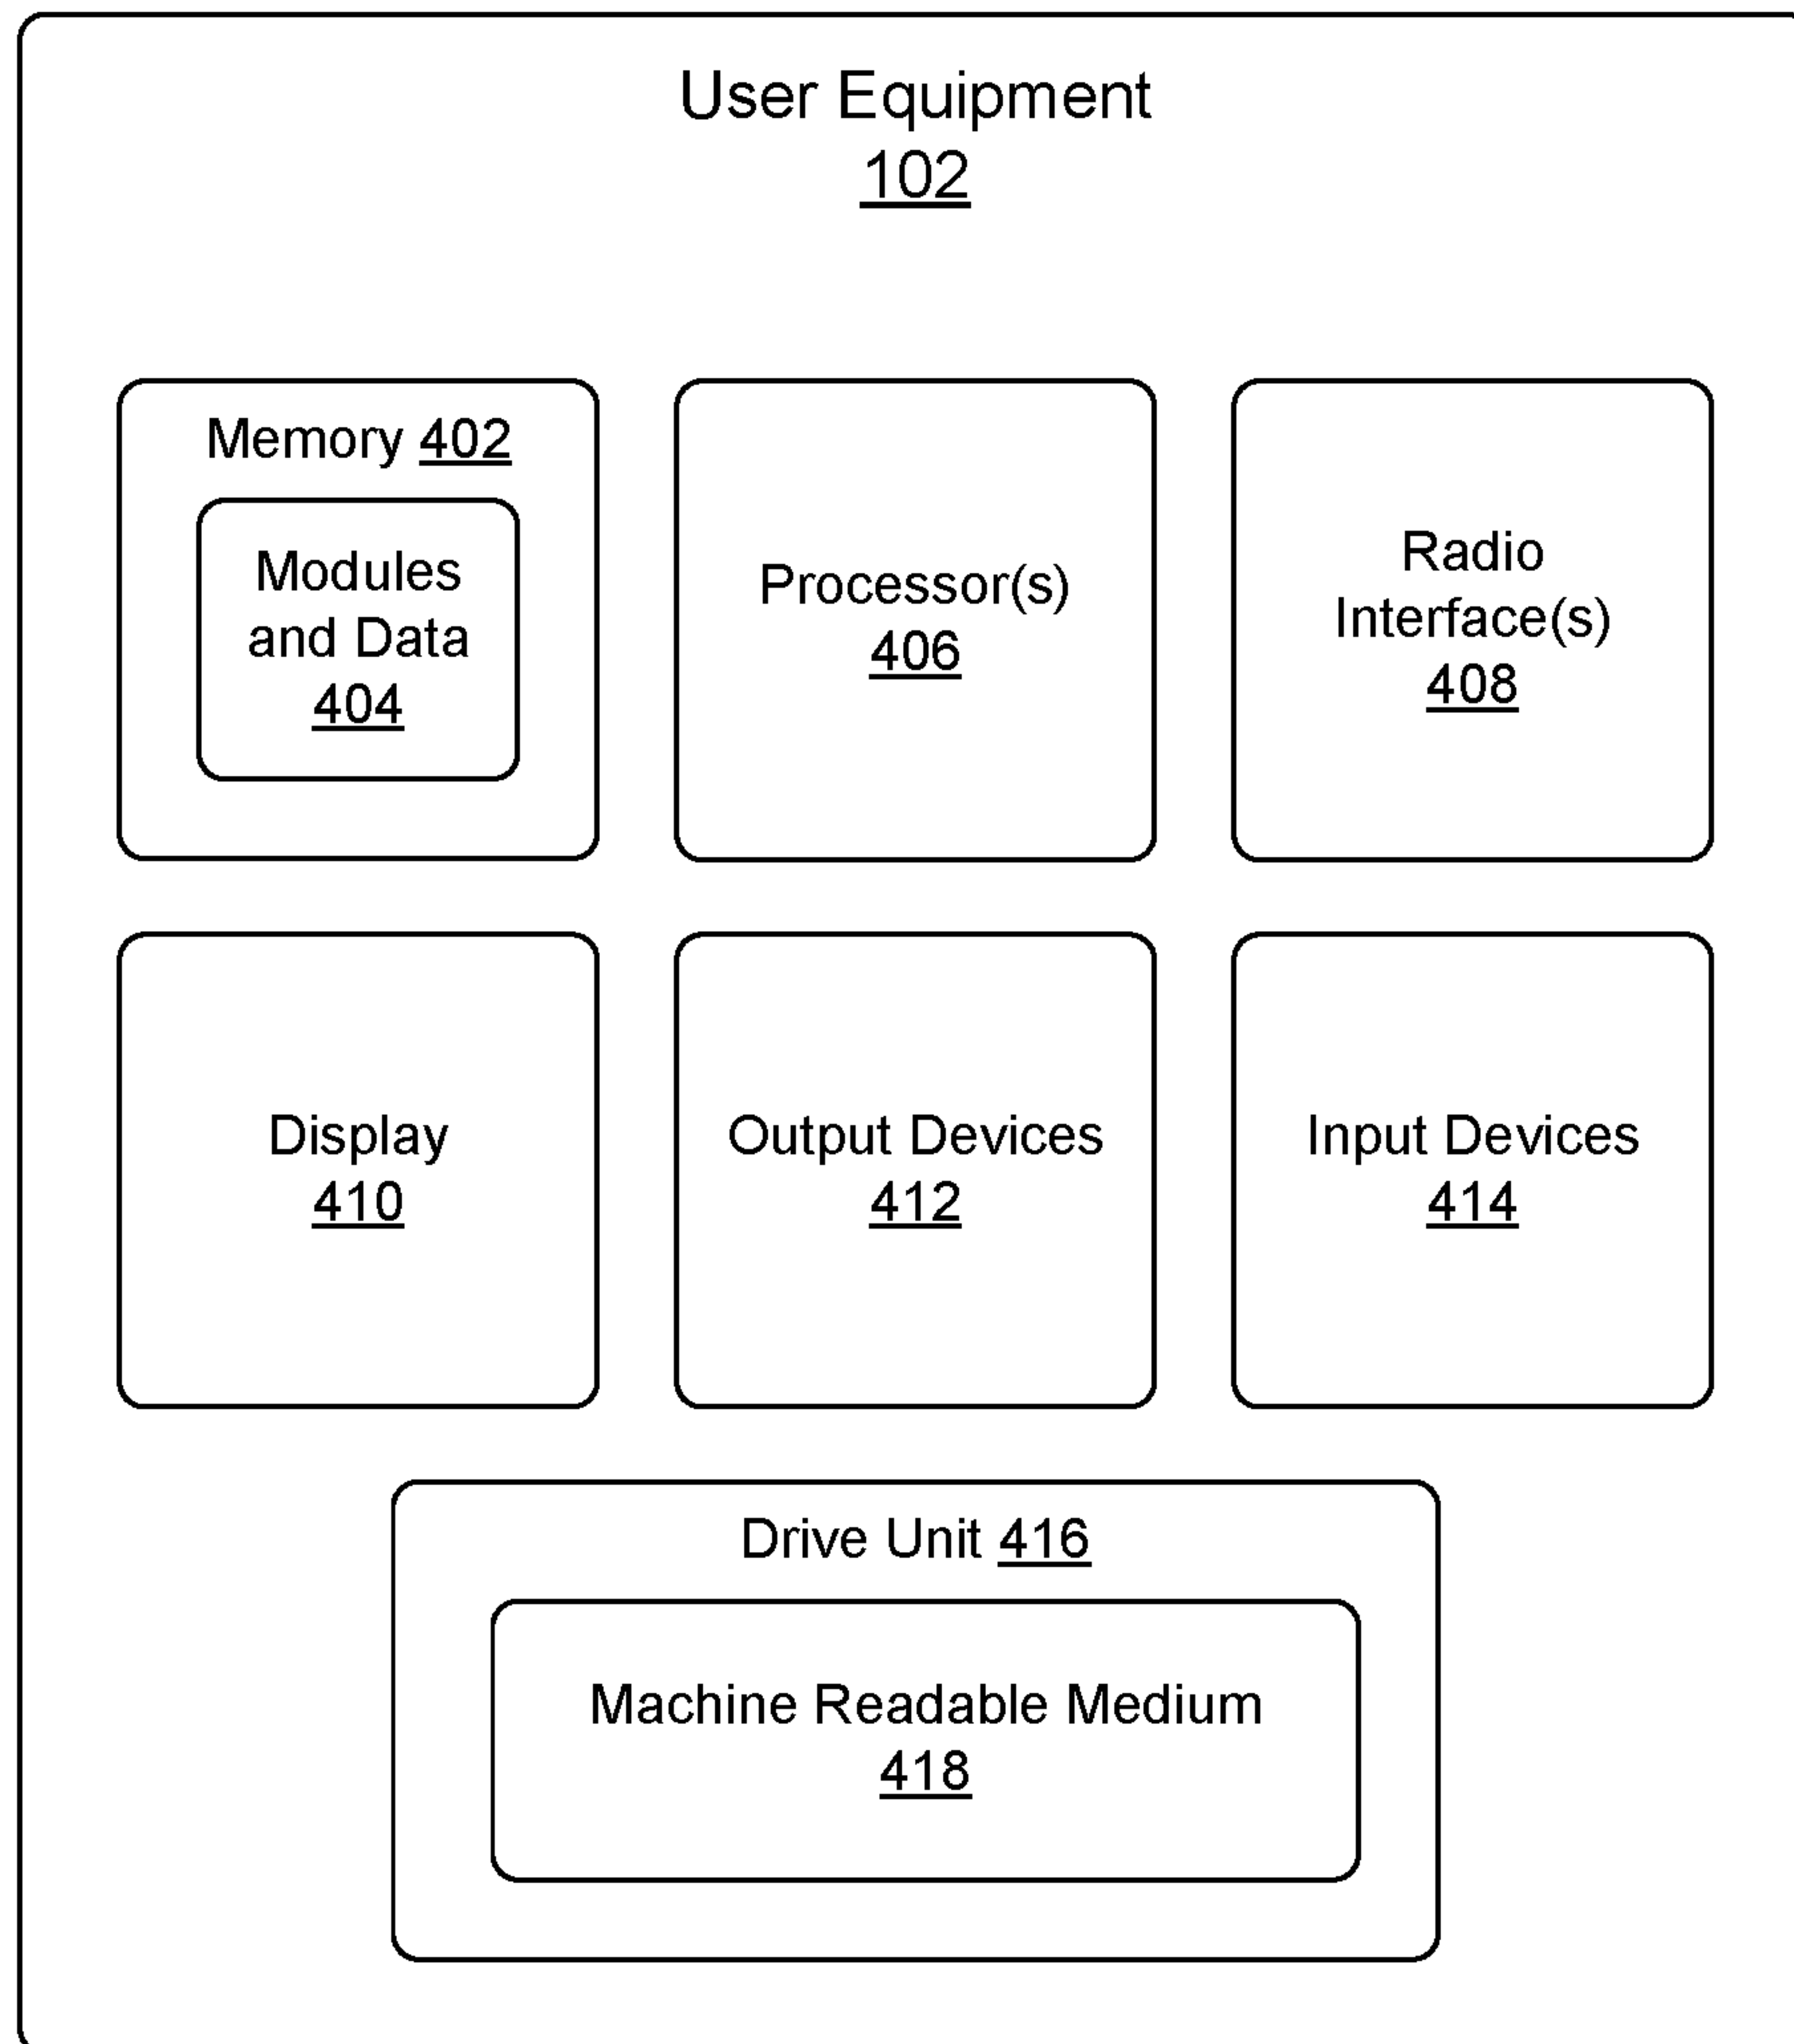 User Equipment
102
Memory 402
Modules
and Data
404
Processor(s)
406
Radio
Interface(s)
408
Display
410
Output Devices
412
Input Devices
414
Drive Unit 416
Machine Readable Medium
418